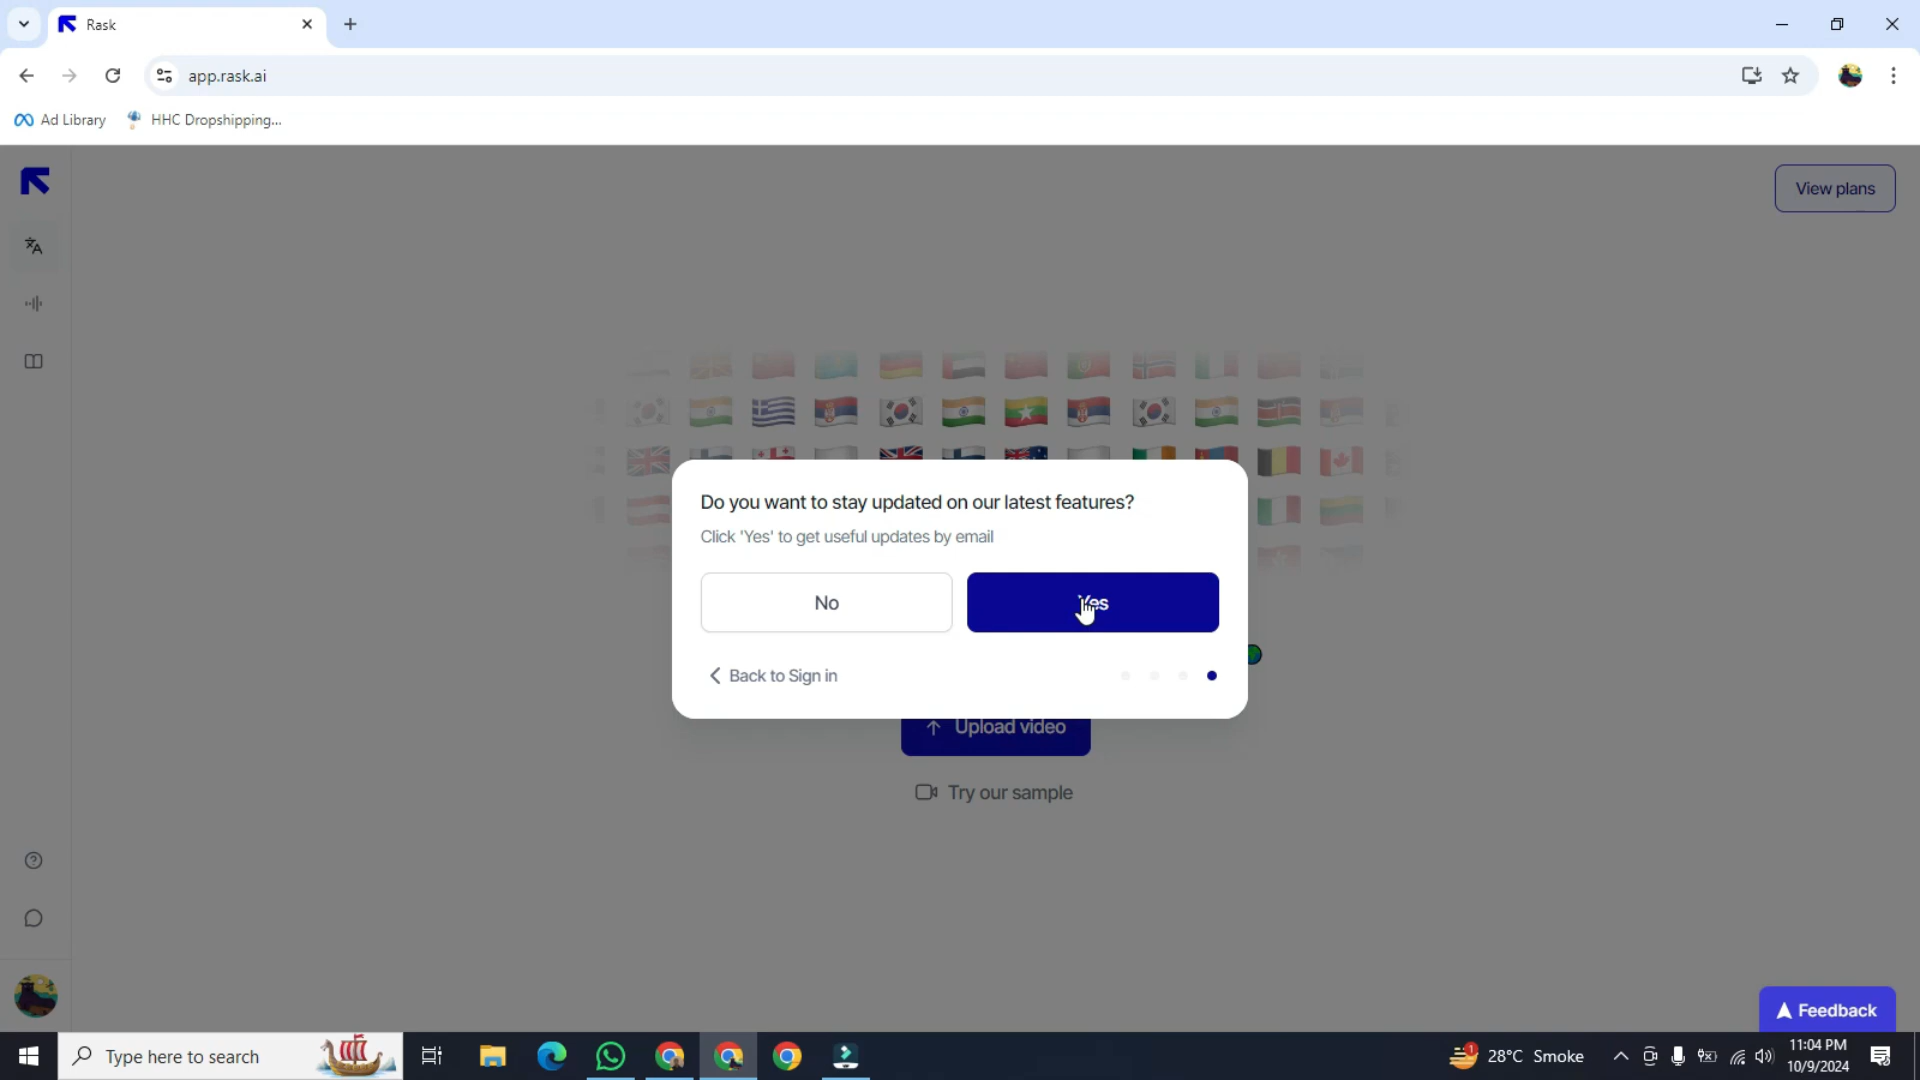 Rask
app.rask.ai
Ad Library
HHC Dropshipping...
View plans
Do you want to stay updated on our latest features?
Click 'Yes' to get useful updates by email
No
Yes
Back to Sign in
Upload video
Try our sample
Feedback
Type here to search
1
28°C Smoke
11:04 PM
10/9/2024